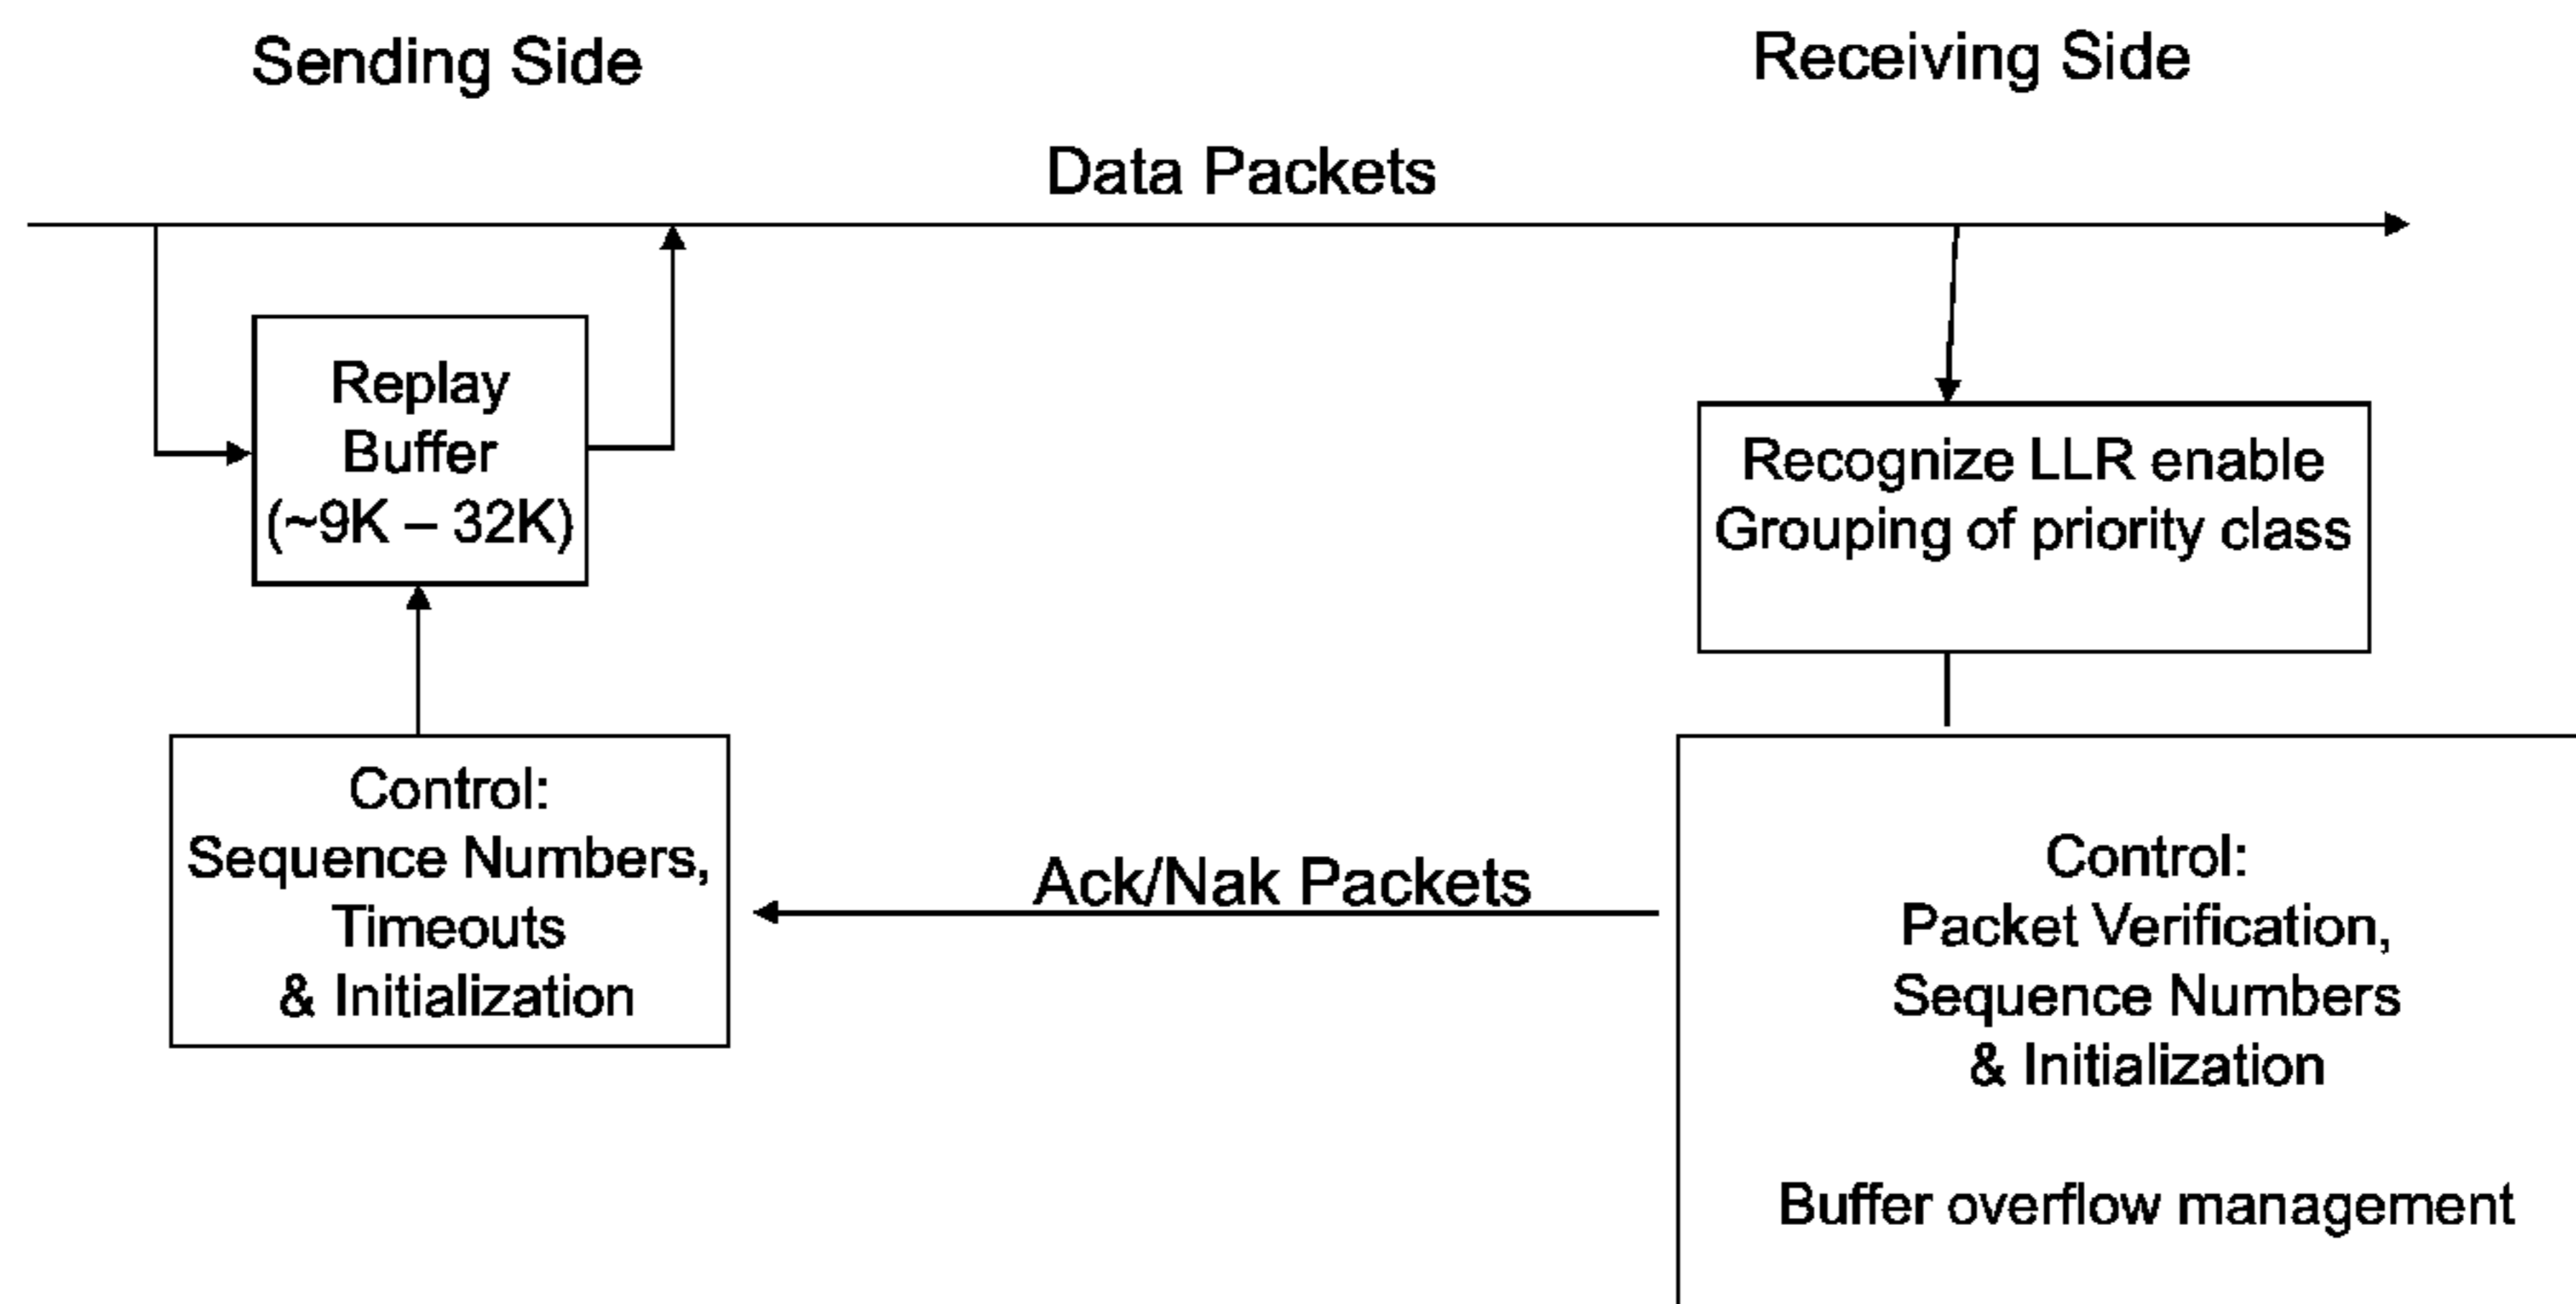 Sending Side
Receiving Side
Data Packets
Replay
Buffer
(~9K – 32K)
Recognize LLR enable
Grouping of priority class
Control:
Sequence Numbers,
Timeouts
& Initialization
Ack/Nak Packets
Control:
Packet Verification,
Sequence Numbers
& Initialization
Buffer overflow management